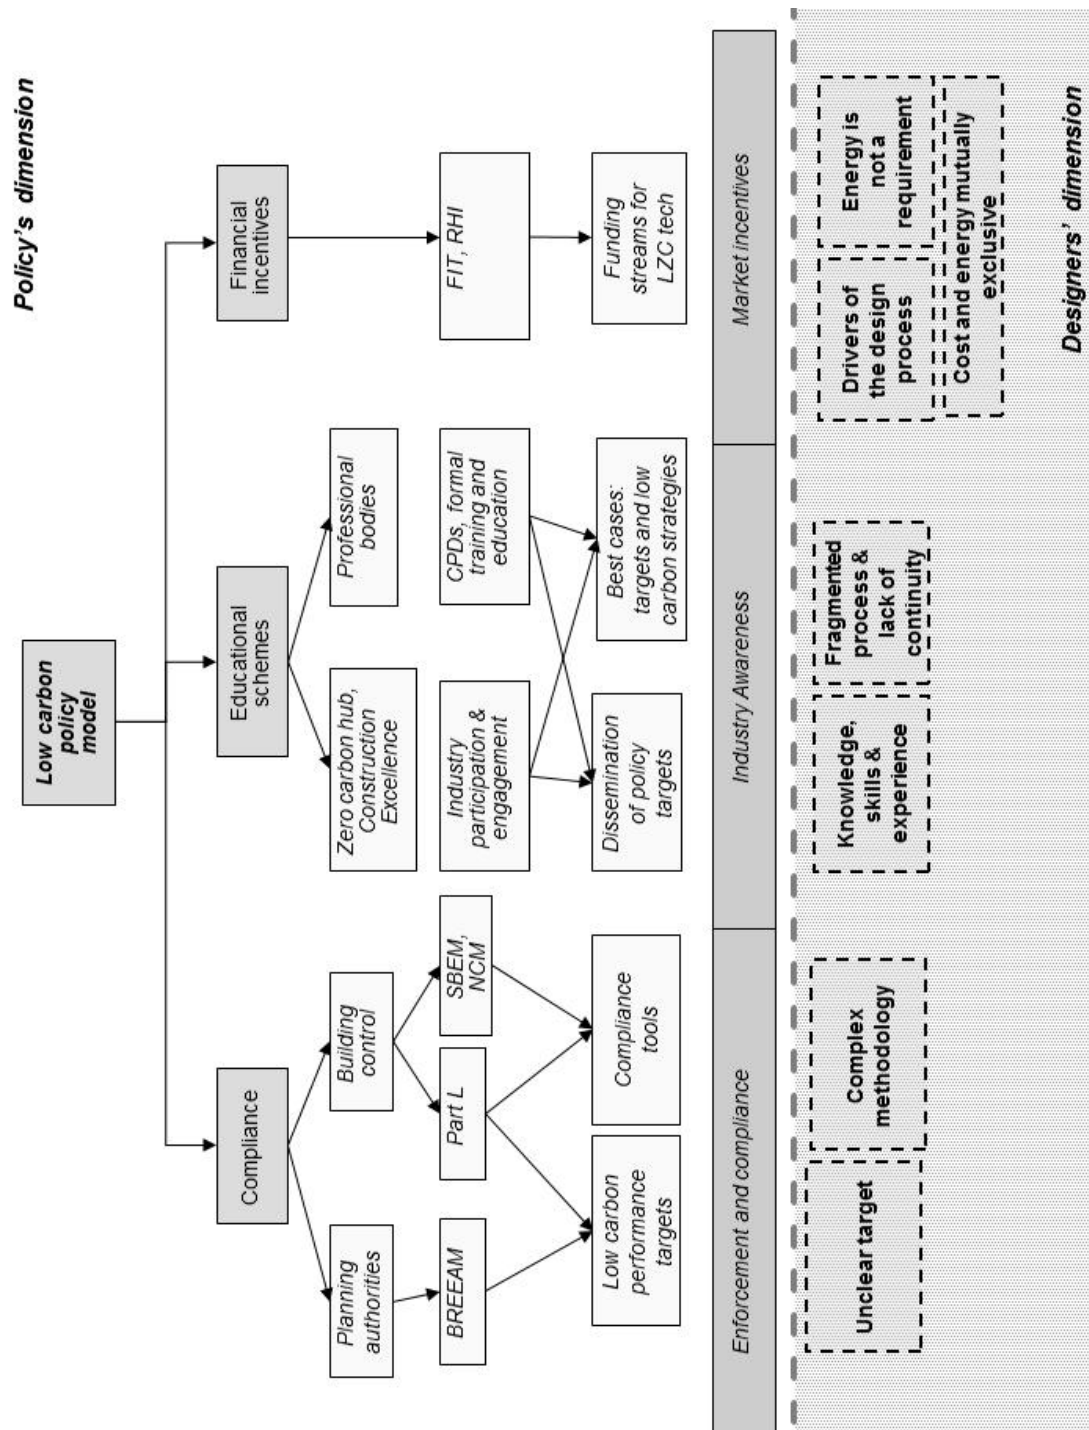 Policy's dimension
Low carbon
policy
model
Compliance
Educational
schemes
Financial
incentives
Planning
authorities
Building
control
Zero carbon hub,
Construction
Excellence
Professional
bodies
BREEAM
Part L
SBEM,
NCM
Industry
participation &
engagement
CPDs, formal
training and
education
FIT, RHI
Low carbon
performance
targets
Compliance
tools
Dissemination
of policy
targets
Best cases:
targets and low
carbon strategies
Funding
streams for
LZC tech
Enforcement and compliance
Industry Awareness
Market incentives
Unclear target
Complex
methodology
Knowledge,
skills &
experience
Fragmented
process &
lack of
continuity
Drivers of
the design
process
Energy is
not a
requirement
Cost and energy mutually
exclusive
Designers' dimension